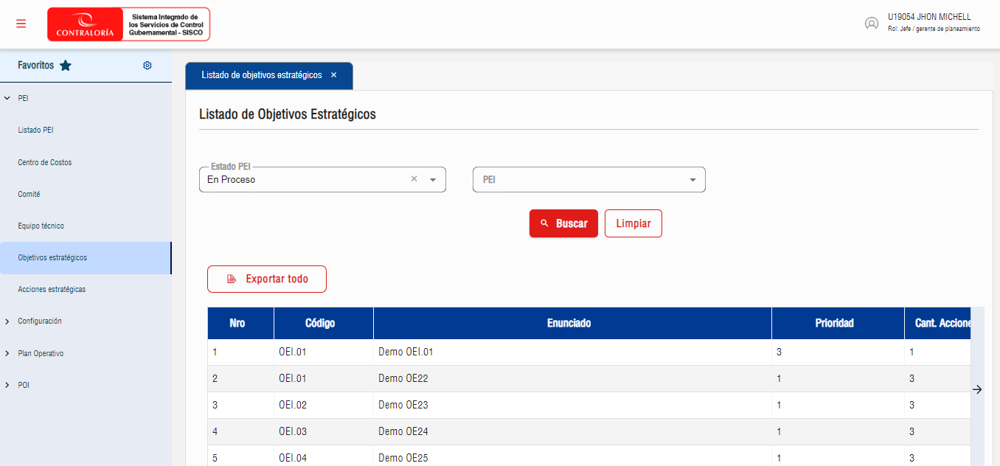 CONTRALORÍA
Sistema Integrado de
los Servicios de Control
Gubernamental - SISCO
U19054 JHON MICHELL
Rol: Jefe / gerente de planeamiento
Favoritos
PEI
Listado PEI
Centro de Costos
Comité
Equipo técnico
Objetivos estratégicos
Acciones estratégicas
Configuración
Plan Operativo
POI
Listado de objetivos estratégicos ×
Listado de Objetivos Estratégicos
Estado PEI
En Proceso ×
PEI
Buscar Limpiar
Exportar todo
Nro Código Enunciado Prioridad Cant. Accione
1 OEI.01 Demo OEI.01 3 1
2 OEI.01 Demo OE22 1 3
3 OEI.02 Demo OE23 1 3
4 OEI.03 Demo OE24 1 3
5 OEI.04 Demo OE25 1 3